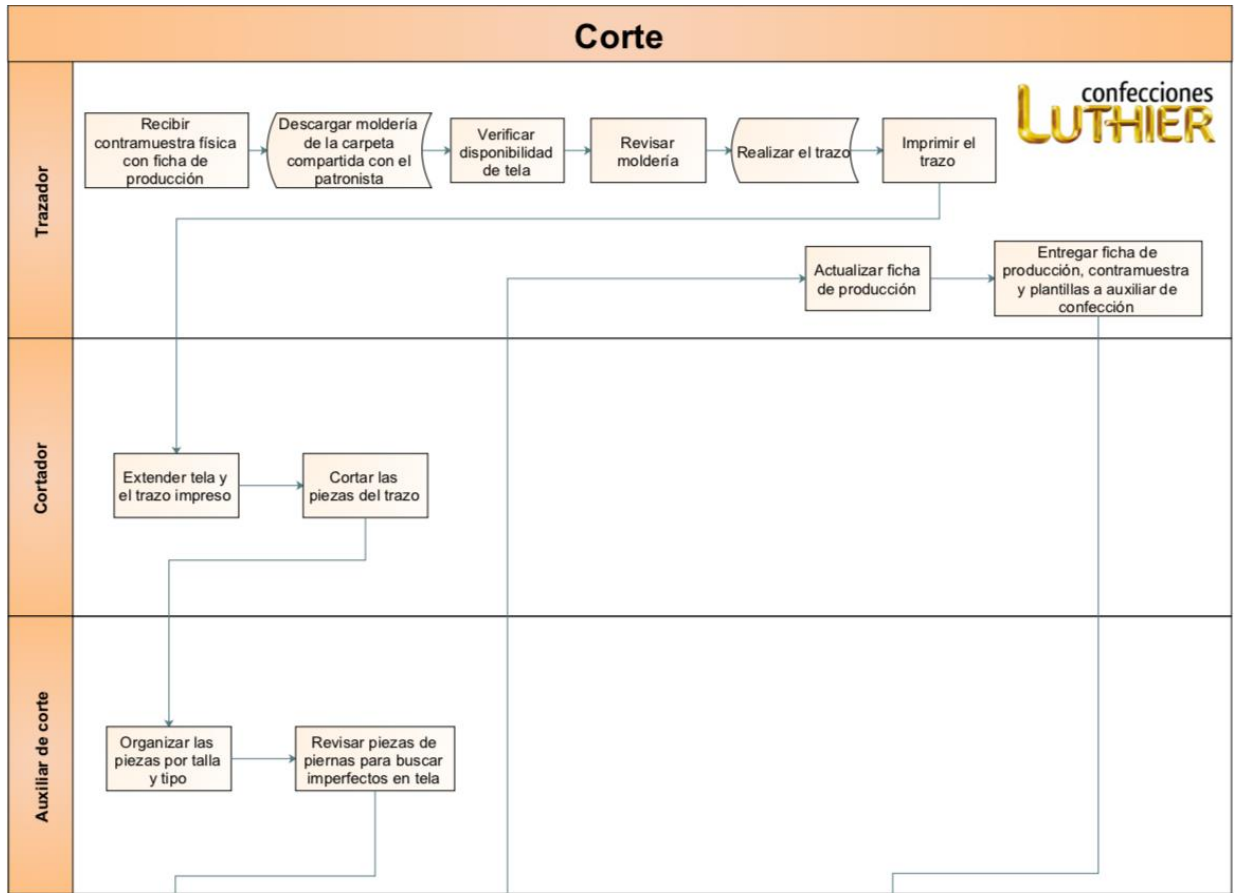 Corte
confecciones
LUTHIER
Trazador
Recibir
contramuestra física
con ficha de
producción
Descargar moldería
de la carpeta
compartida con el
patronista
Verificar
disponibilidad
de tela
Revisar
moldería
Realizar el trazo
Imprimir el
trazo
Actualizar ficha
de producción
Entregar ficha de
producción, contramuestra
y plantillas a auxiliar de
confección
Cortador
Extender tela y
el trazo impreso
Cortar las
piezas del trazo
Auxiliar de corte
Organizar las
piezas por talla
y tipo
Revisar piezas de
piernas para buscar
imperfectos en tela